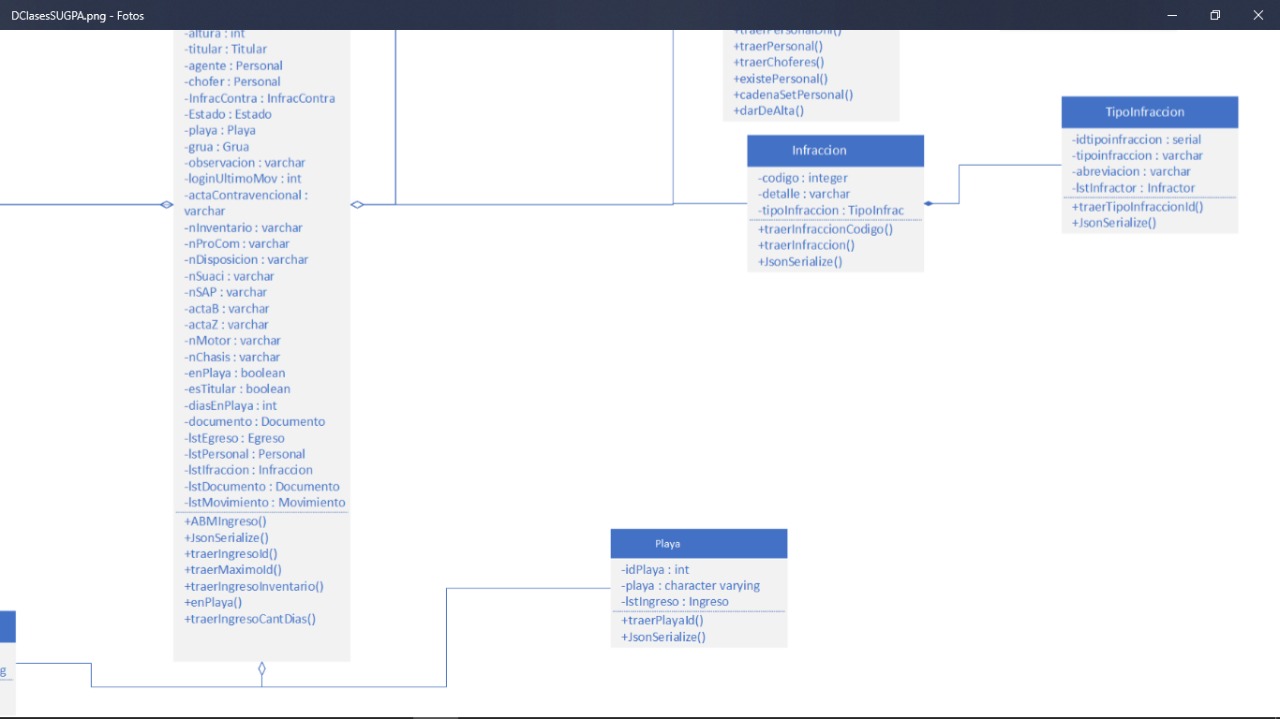 DClasesSUGPA.png - Fotos
-altura : int
-titular : Titular
-agente : Personal
-chofer : Personal
-InfracContra : InfracContra
-Estado : Estado
-playa : Playa
-grua : Grua
-observacion : varchar
-loginUltimoMov : int
-actaContravencional :
varchar
-nInventario : varchar
-nProCom : varchar
-nDisposicion : varchar
-nSuaci : varchar
-nSAP : varchar
-actaB : varchar
-actaZ : varchar
-nMotor : varchar
-nChasis : varchar
-enPlaya : boolean
-esTitular : boolean
-diasEnPlaya : int
-documento : Documento
-lstEgreso : Egreso
-lstPersonal : Personal
-lstIfraccion : Infraccion
-lstDocumento : Documento
-lstMovimiento : Movimiento
+ABMIngreso()
+JsonSerialize()
+traerIngresoId()
+traerMaximoId()
+traerIngresoInventario()
+enPlaya()
+traerIngresoCantDias()
+traerPersonalDni()
+traerPersonal()
+traerChoferes()
+existePersonal()
+cadenaSetPersonal()
+darDeAlta()
Infraccion
-codigo : integer
-detalle : varchar
-tipoInfraccion : TipoInfrac
+traerInfraccionCodigo()
+traerInfraccion()
+JsonSerialize()
TipoInfraccion
-idtipoinfraccion : serial
-tipoinfraccion : varchar
-abreviacion : varchar
-lstInfractor : Infractor
+traerTipoInfraccionId()
+JsonSerialize()
Playa
-idPlaya : int
-playa : character varying
-lstIngreso : Ingreso
+traerPlayaId()
+JsonSerialize()
g